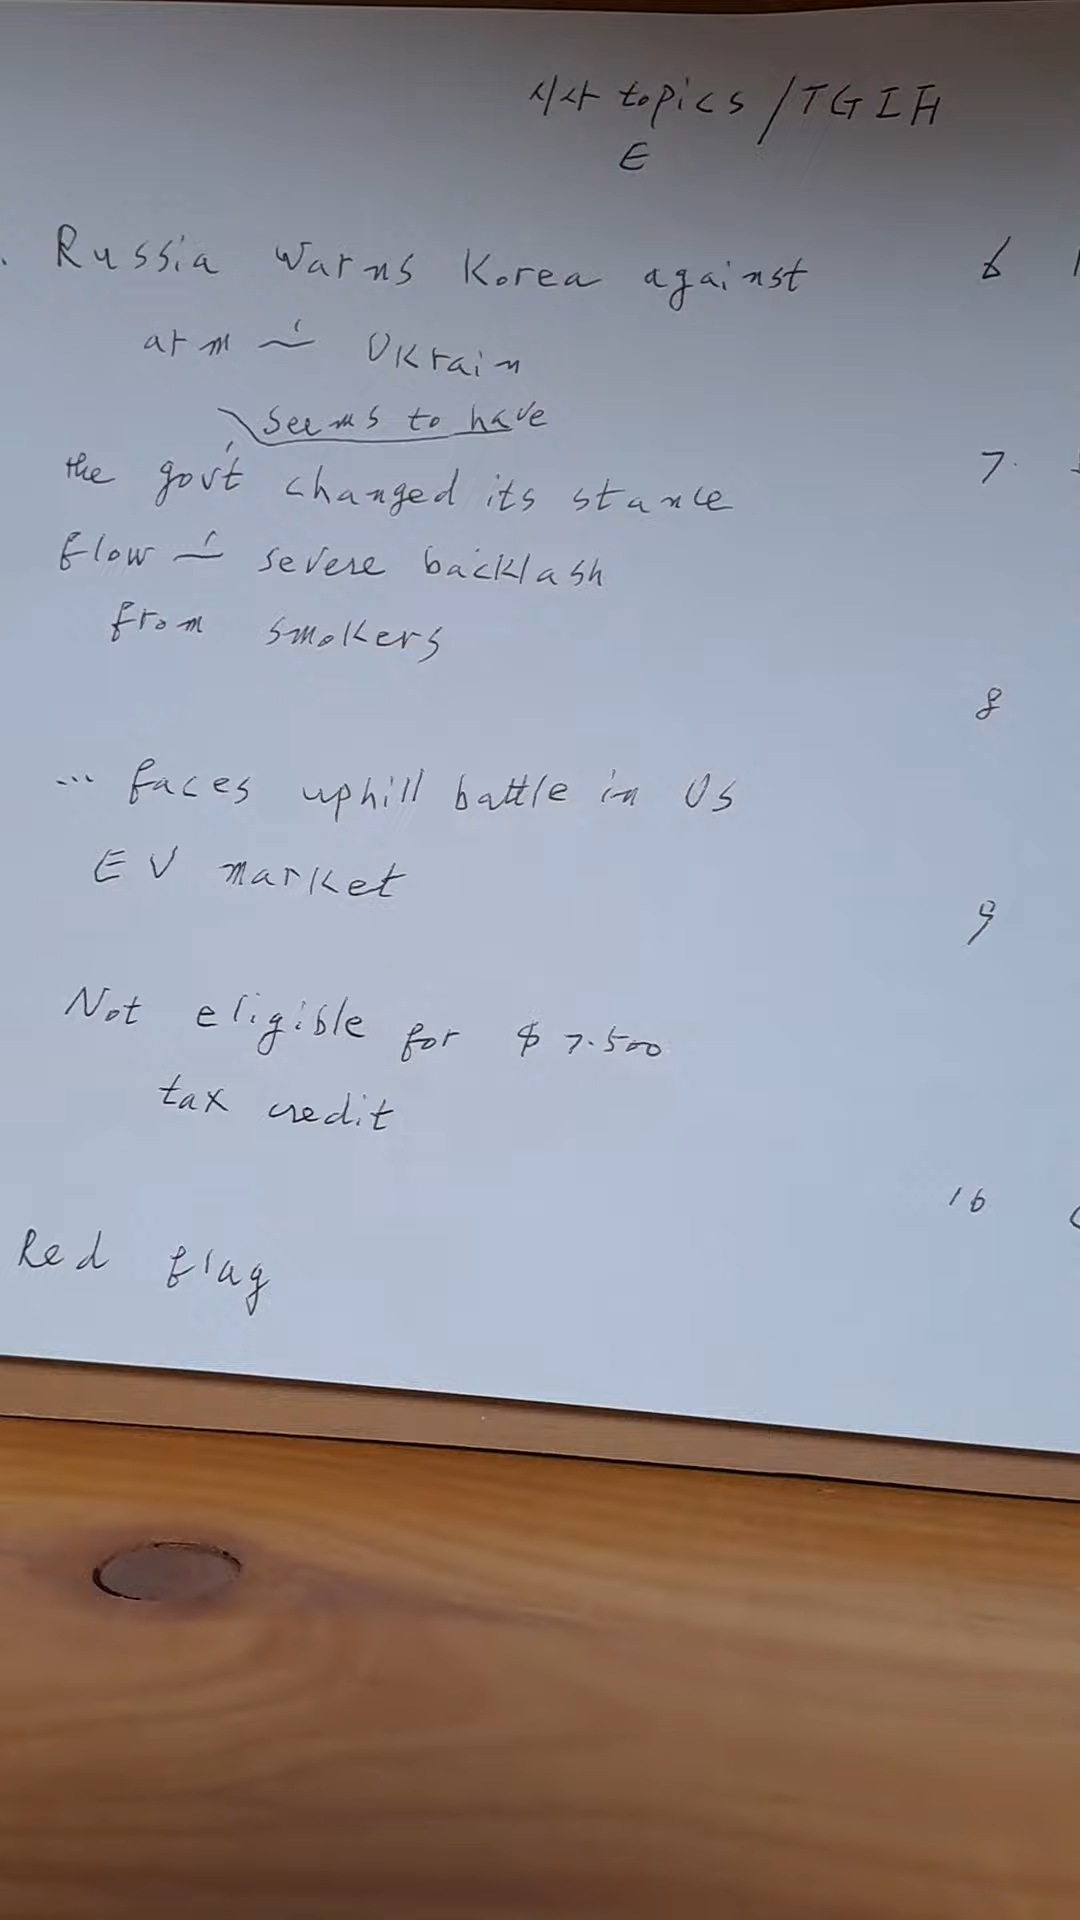 시사 topics / TGIF
E
. Russia warns Korea against
arm ∸ Ukrain
seems to have
the gov't changed its stance
flow ∸ severe backlash
from smokers
... faces uphill battle in US
EV market
Not eligible for $ 7.500
tax credit
Red flag
6
7.
8
9
10